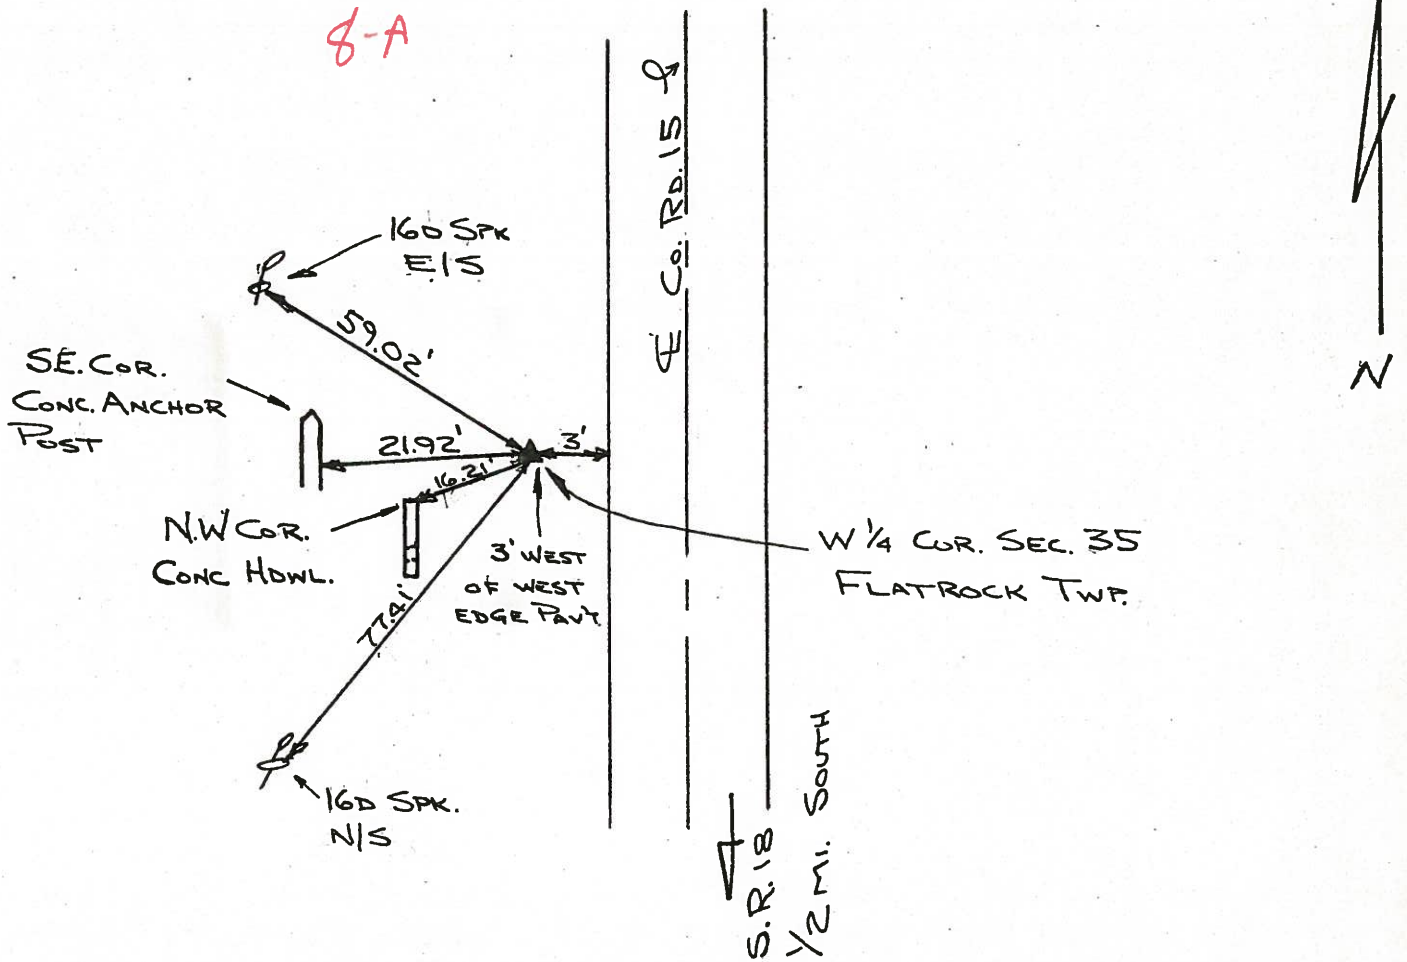 8-A
℄ Co. RD. 15
16D SPK
E/S
59.02'
S.E. COR.
CONC. ANCHOR
POST
21.92'
3'
16.21'
N.W COR.
CONC HDWL.
3' WEST
OF WEST
EDGE PAV'T
W 1/4 COR. SEC. 35
FLATROCK TWP.
77.41'
16D SPK.
N/S
S.R. 18
1/2 MI. SOUTH
N